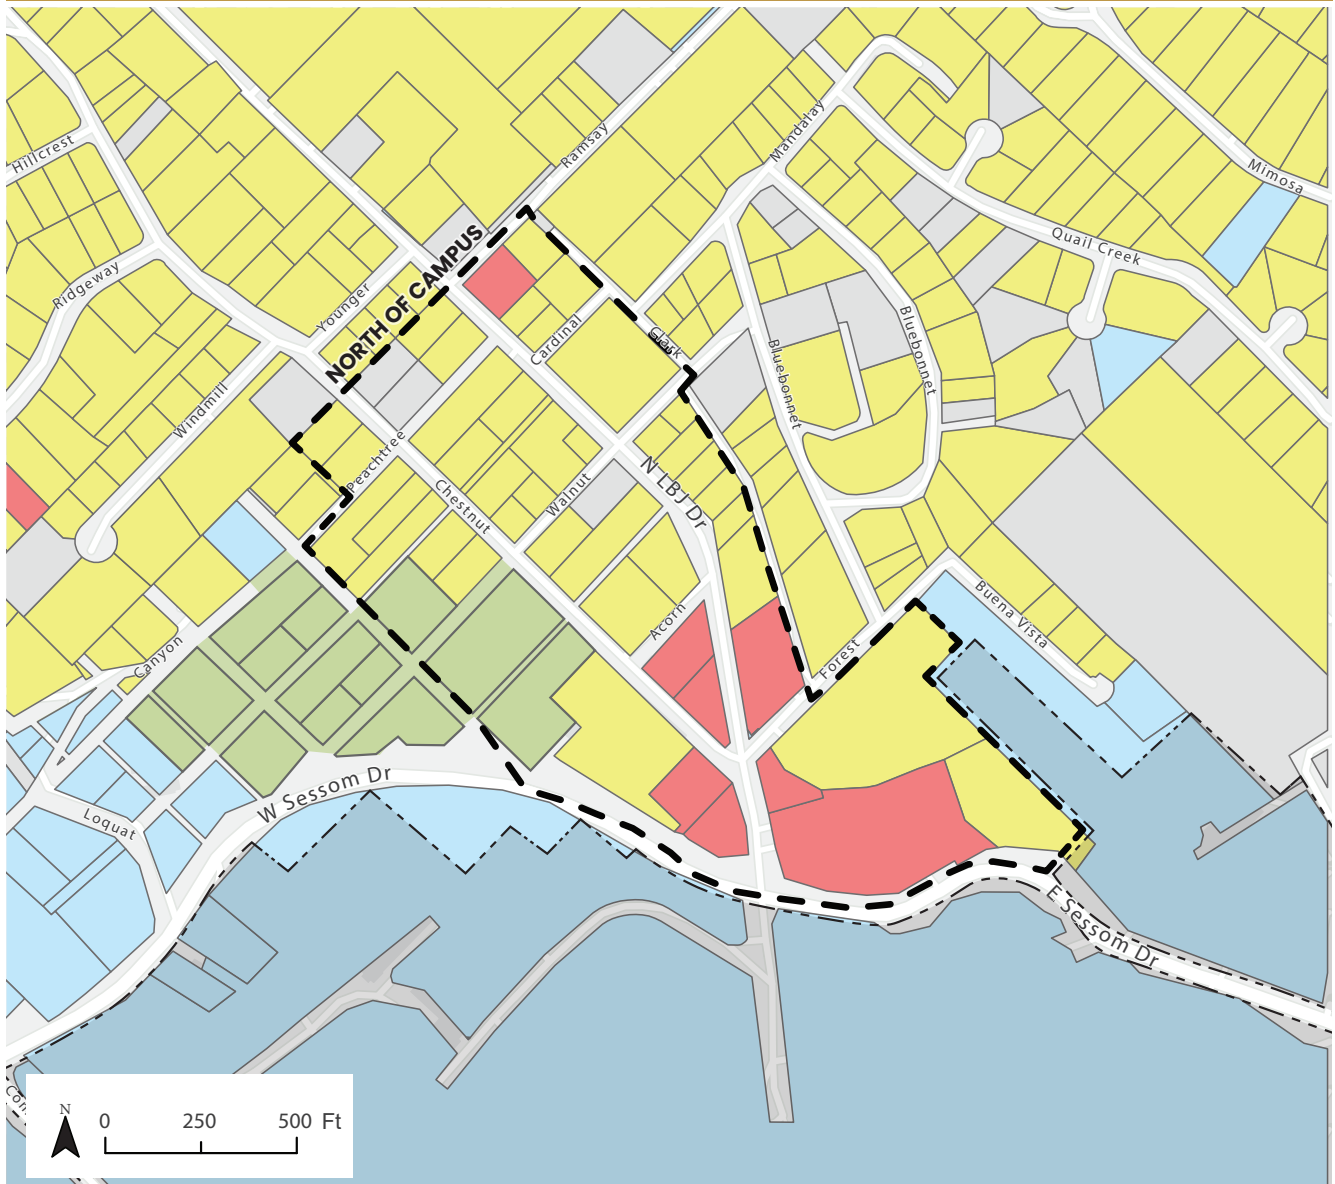 Hillcrest
Ramsay
Mandalay
Mimosa
Quail Creek
Ridgeway
Younger
NORTH OF CAMPUS
Cardinal
Clark
Bluebonnet
Bluebonnet
Windmill
Peachtree
Chestnut
Walnut
N LBJ Dr
Acorn
Forest
Buena Vista
Canyon
W Sessom Dr
Loquat
E Sessom Dr
N
0 250 500 Ft